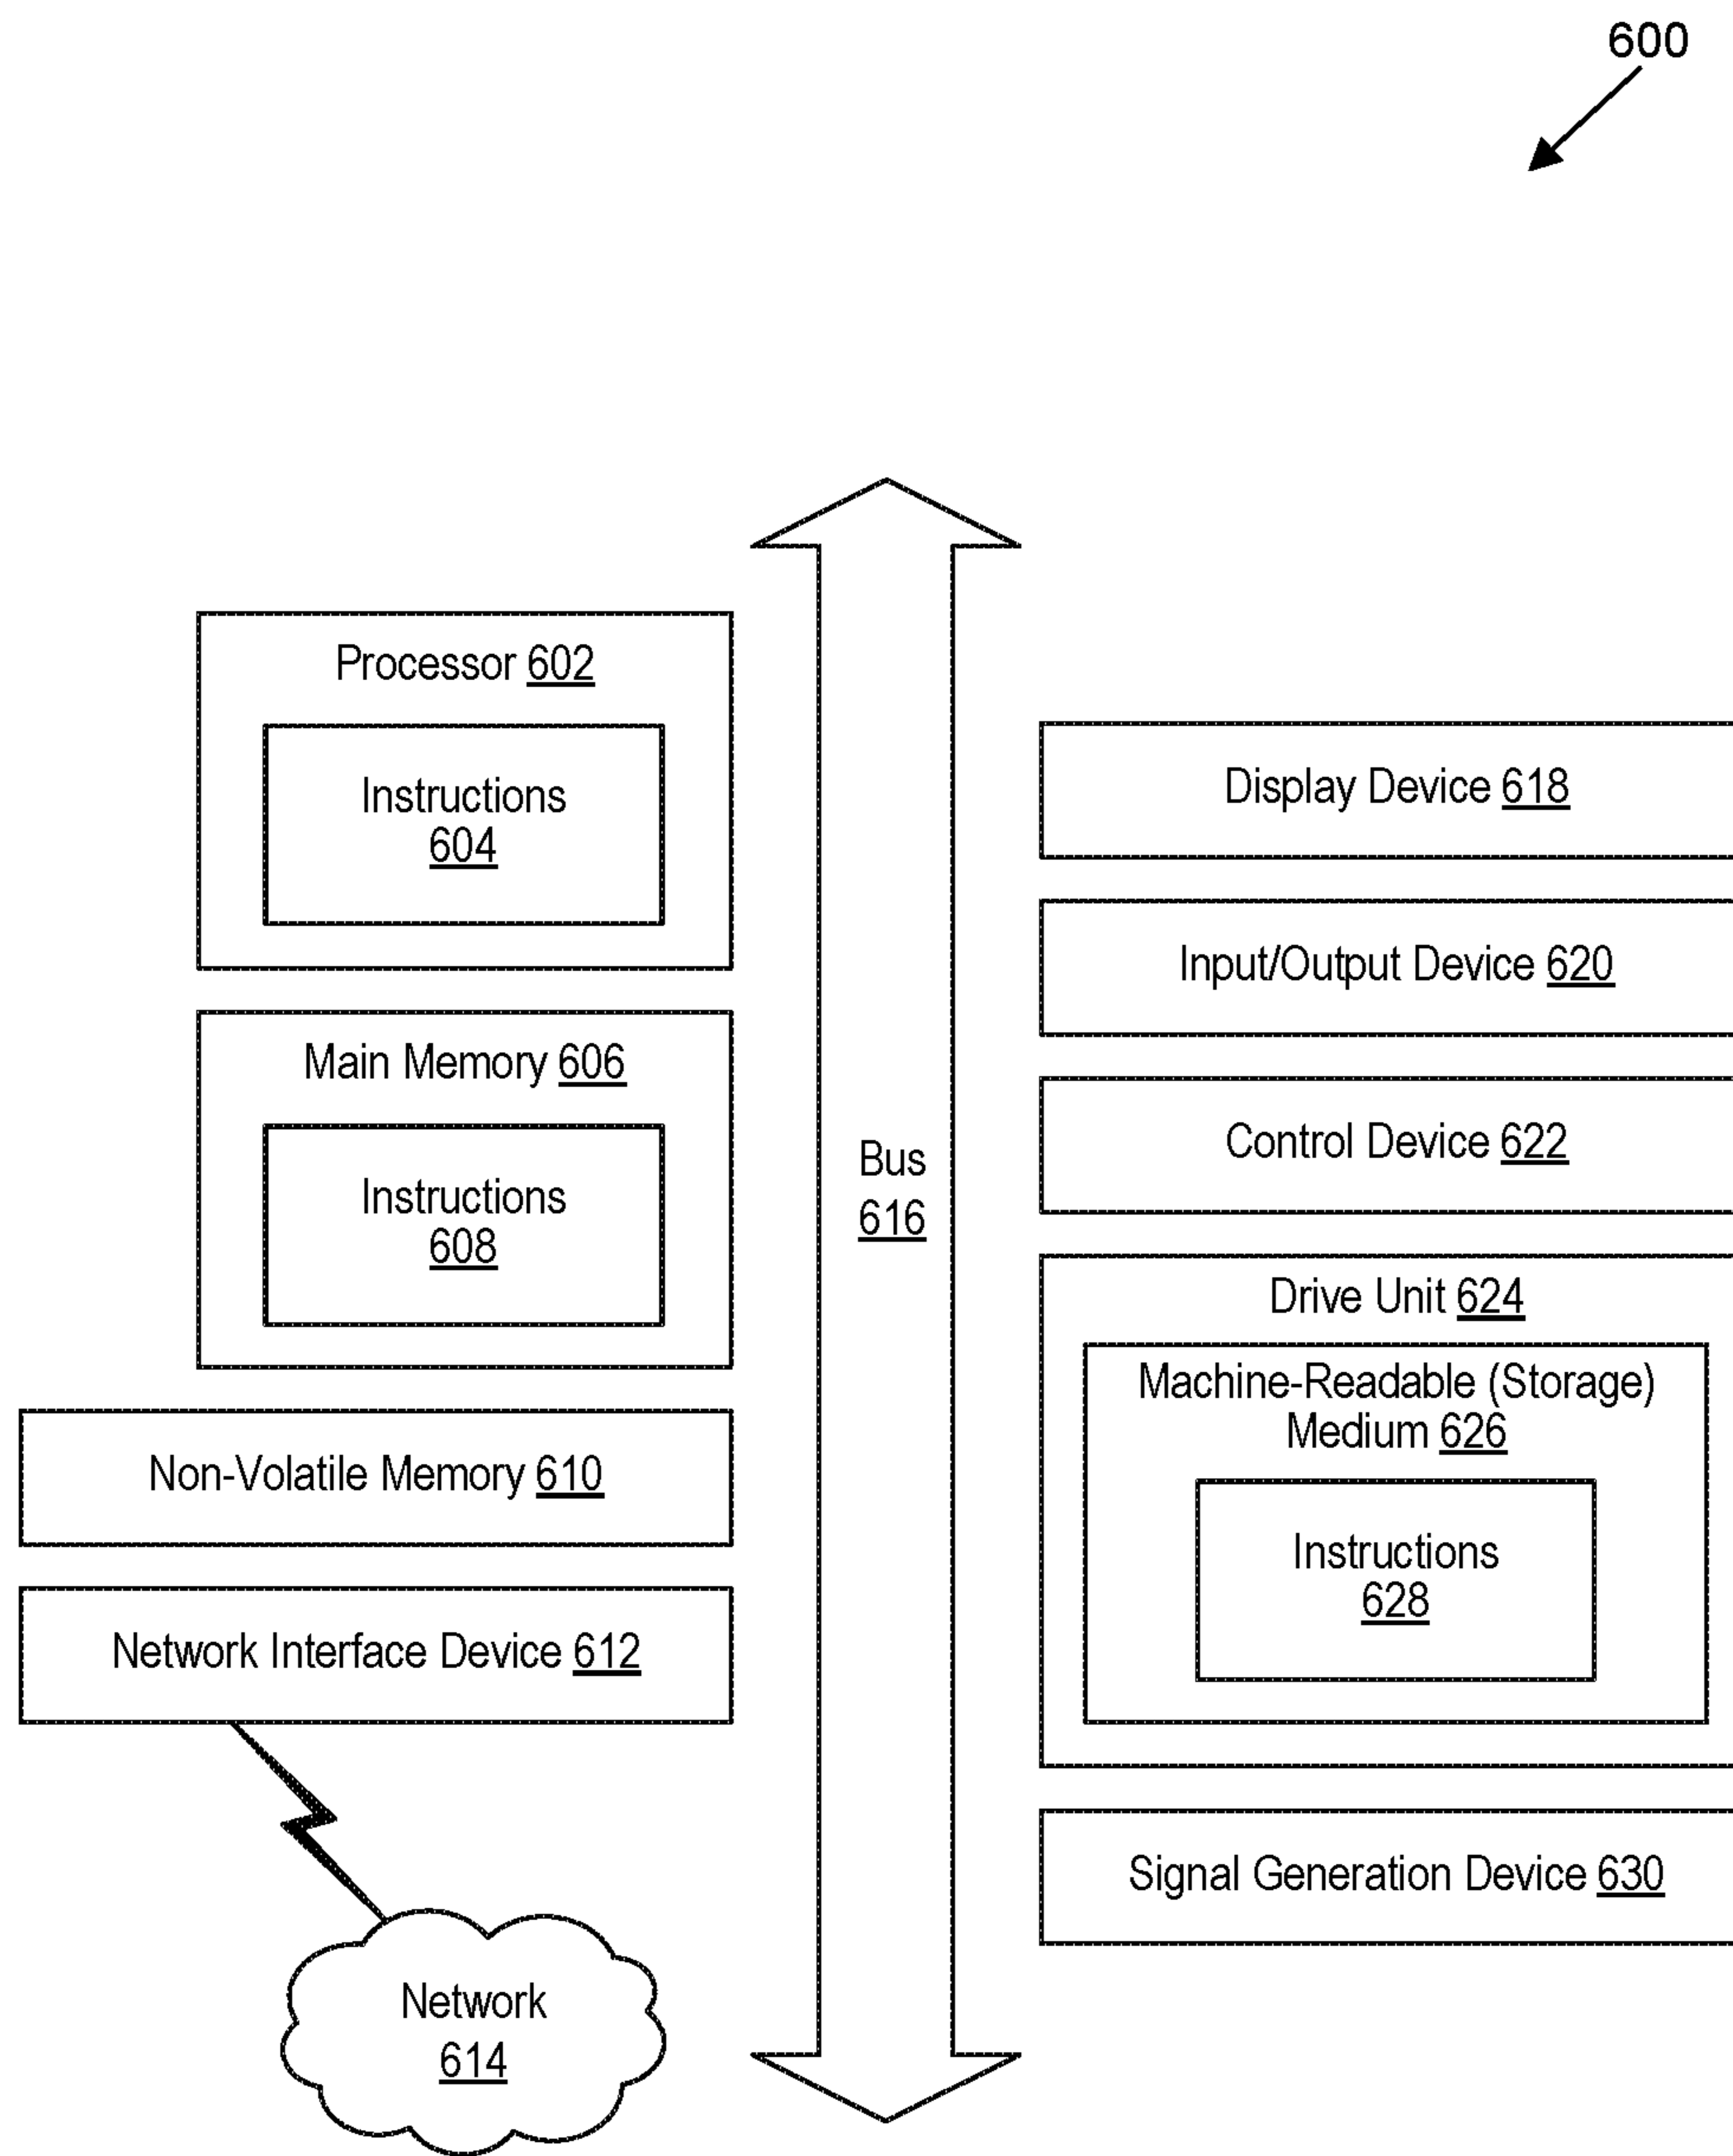 600
Processor 602
Instructions
604
Main Memory 606
Instructions
608
Non-Volatile Memory 610
Network Interface Device 612
Network
614
Bus
616
Display Device 618
Input/Output Device 620
Control Device 622
Drive Unit 624
Machine-Readable (Storage)
Medium 626
Instructions
628
Signal Generation Device 630